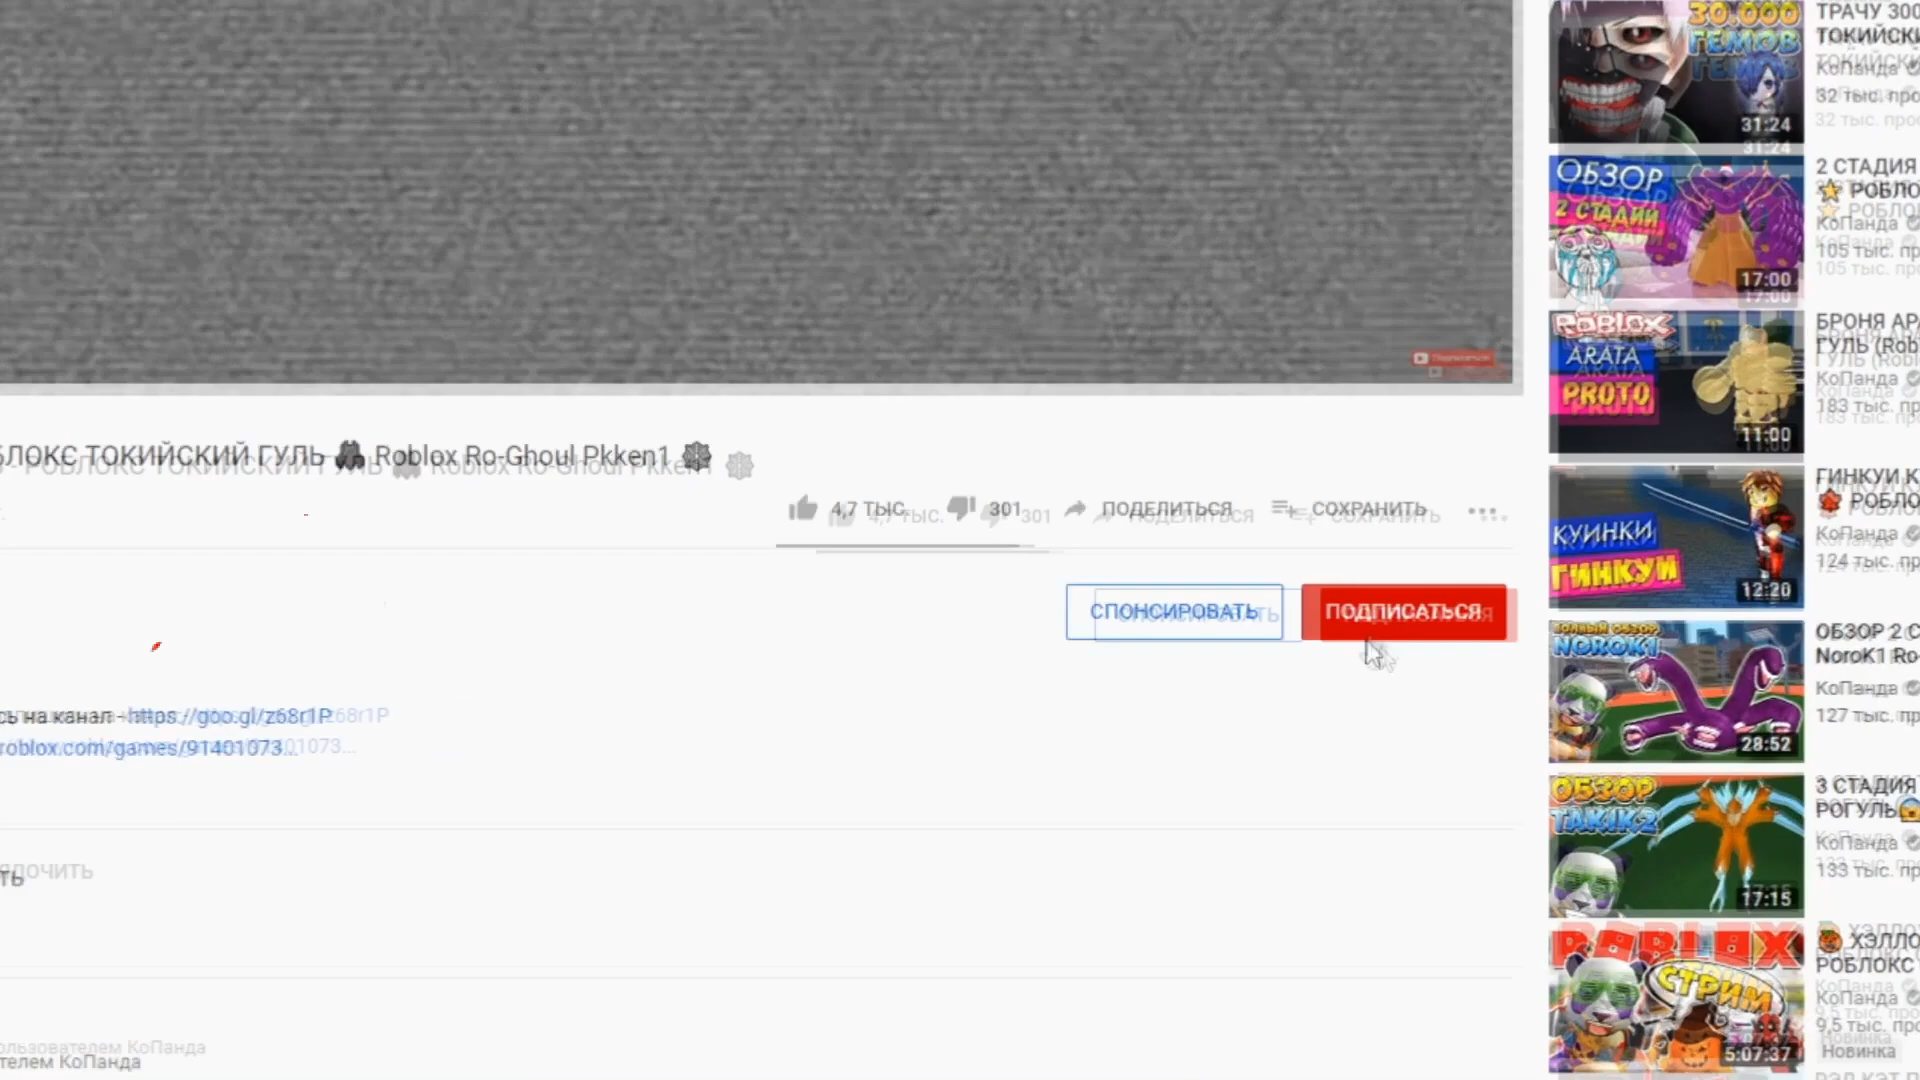 БЛОКС ТОКИЙСКИЙ ГУЛЬ Roblox Ro-Ghoul Pkken1
4,7 ТЫС. 301 ПОДЕЛИТЬСЯ СОХРАНИТЬ
СПОНСИРОВАТЬ ПОДПИСАТЬСЯ
сь на канал - https://goo.gl/z68r1P
roblox.com/games/91401073...
ть
телем КоПанда
30.000
ГЕМОВ
31:24
ТРАЧУ 300
ТОКИЙСКИ
КоПанда
32 тыс. про
ОБЗОР
2 СТАДИИ
17:00
2 СТАДИЯ
РОБЛО
КоПанда
105 тыс. пр
ROBLOX
ARATA
PROTO
11:00
БРОНЯ АРА
ГУЛЬ (Rob
КоПанда
183 тыс. пр
КУИНКИ
ГИНКУИ
12:20
ГИНКУИ К
РОБЛО
КоПанда
124 тыс. пр
ПОЛНЫЙ ОБЗОР
NOROK1
28:52
ОБЗОР 2 С
NoroK1 Ro-
КоПанда
127 тыс. пр
ОБЗОР
TAKIK2
17:15
3 СТАДИЯ
РОГУЛЬ
КоПанда
133 тыс. пр
ROBLOX
СТРИМ
5:07:37
ХЭЛЛО
РОБЛОКС
КоПанда
9,5 тыс. про
Новинка